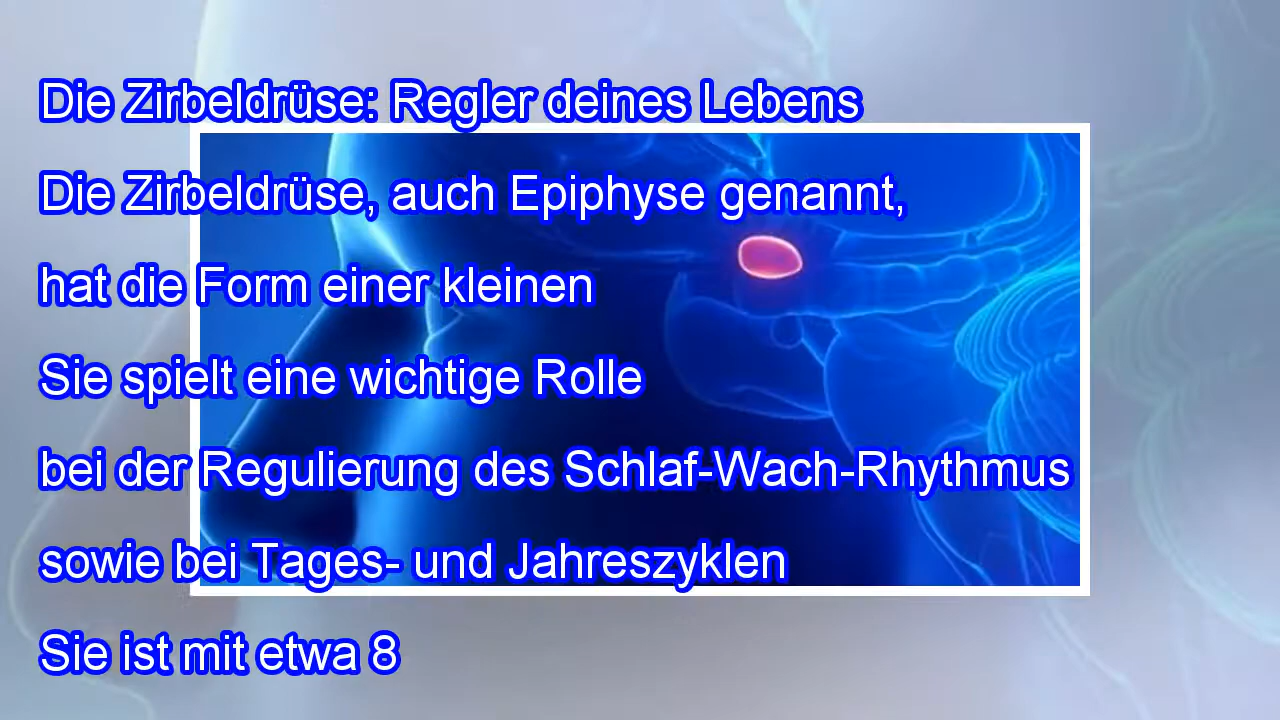 Die Zirbeldrüse: Regler deines Lebens
Die Zirbeldrüse, auch Epiphyse genannt,
hat die Form einer kleinen
Sie spielt eine wichtige Rolle
bei der Regulierung des Schlaf-Wach-Rhythmus
sowie bei Tages- und Jahreszyklen
Sie ist mit etwa 8